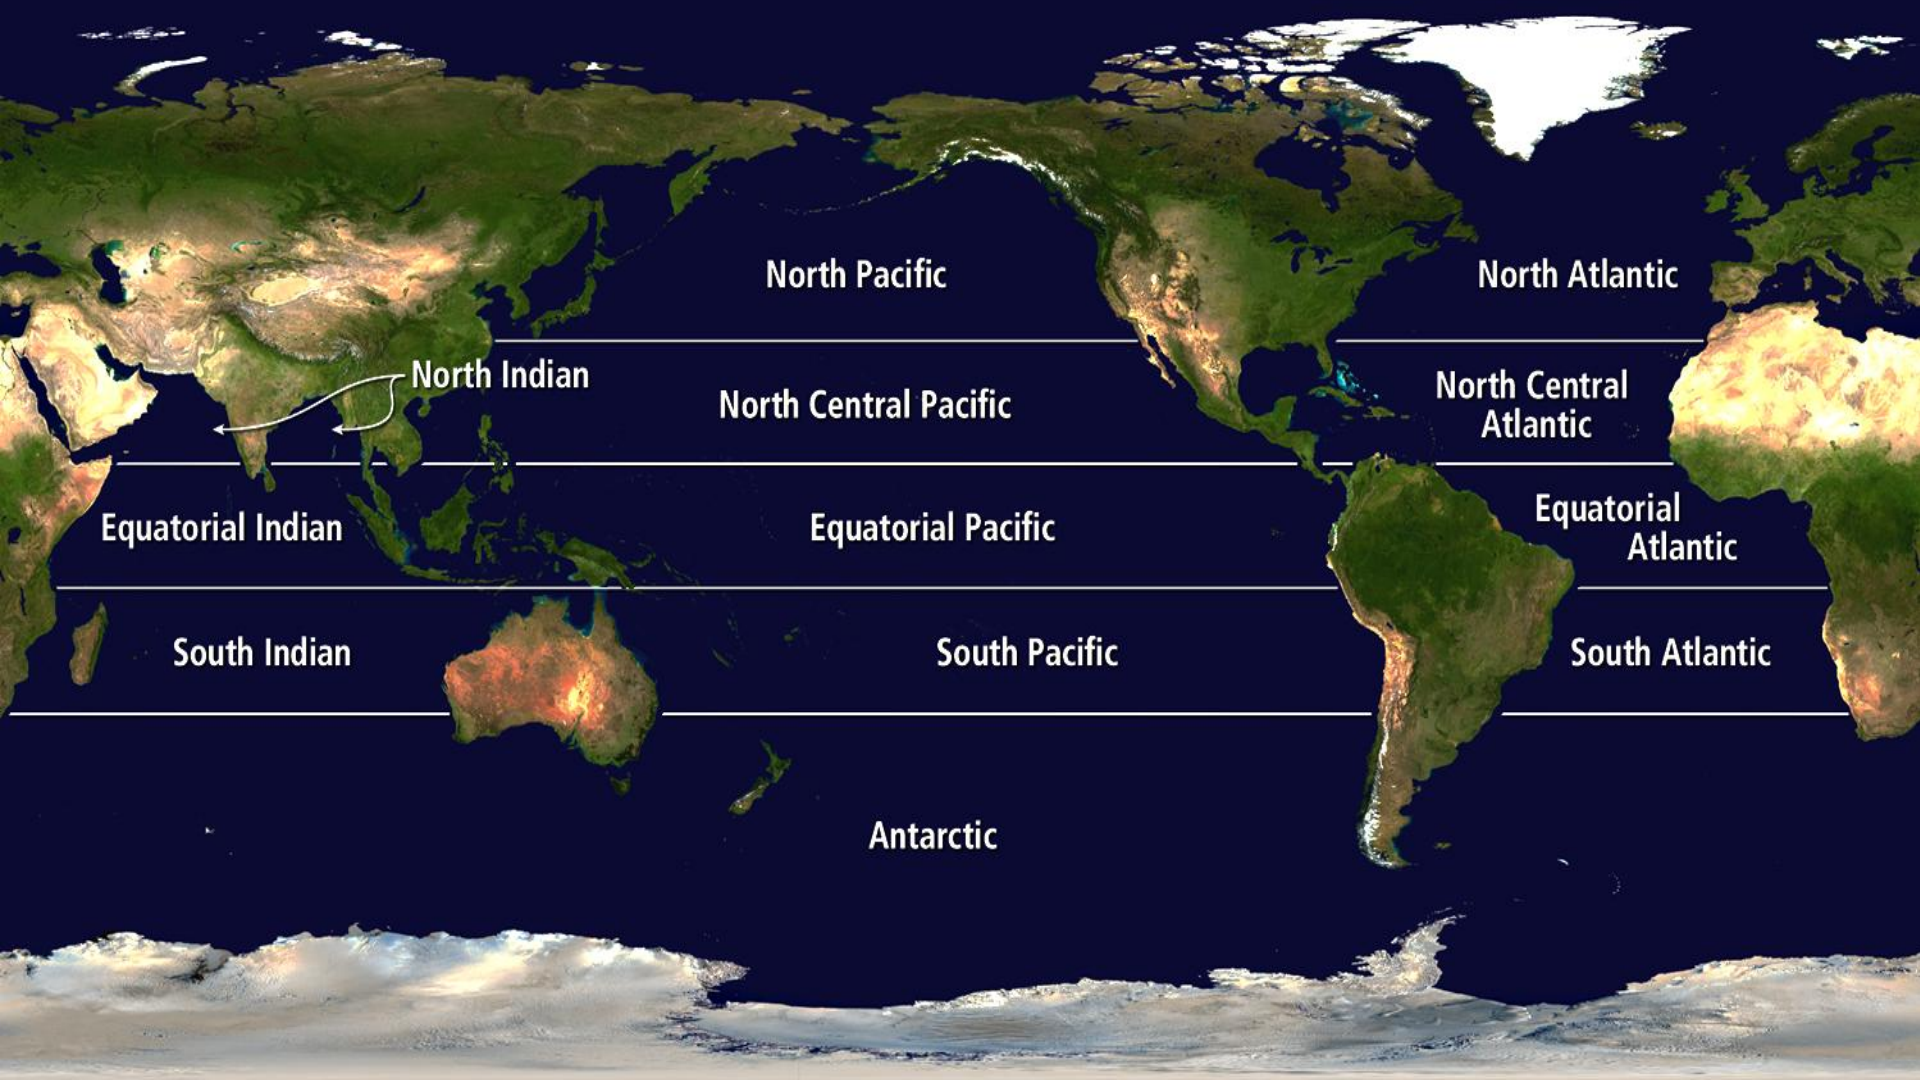 North Pacific
North Atlantic
North Indian
North Central Pacific
North Central
Atlantic
Equatorial Indian
Equatorial Pacific
Equatorial
Atlantic
South Indian
South Pacific
South Atlantic
Antarctic